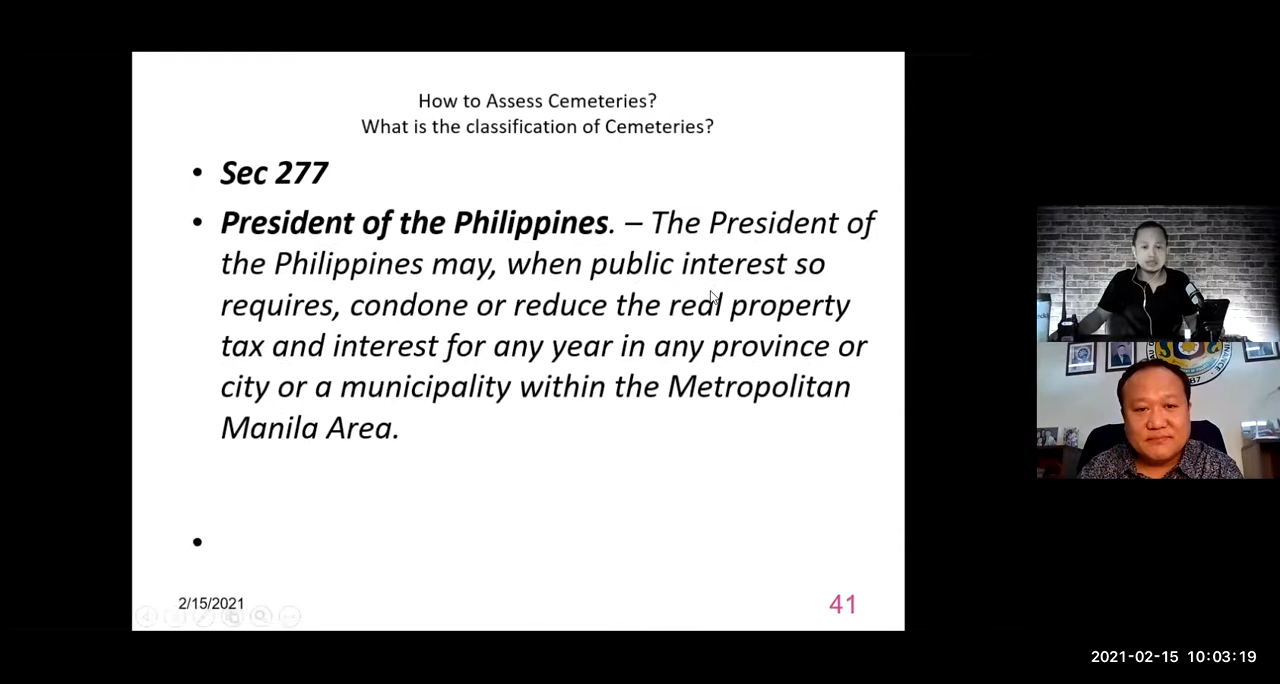 How to Assess Cemeteries?
What is the classification of Cemeteries?
• Sec 277
• President of the Philippines. – The President of
the Philippines may, when public interest so
requires, condone or reduce the real property
tax and interest for any year in any province or
city or a municipality within the Metropolitan
Manila Area.
•
2/15/2021
41
2021-02-15 10:03:19